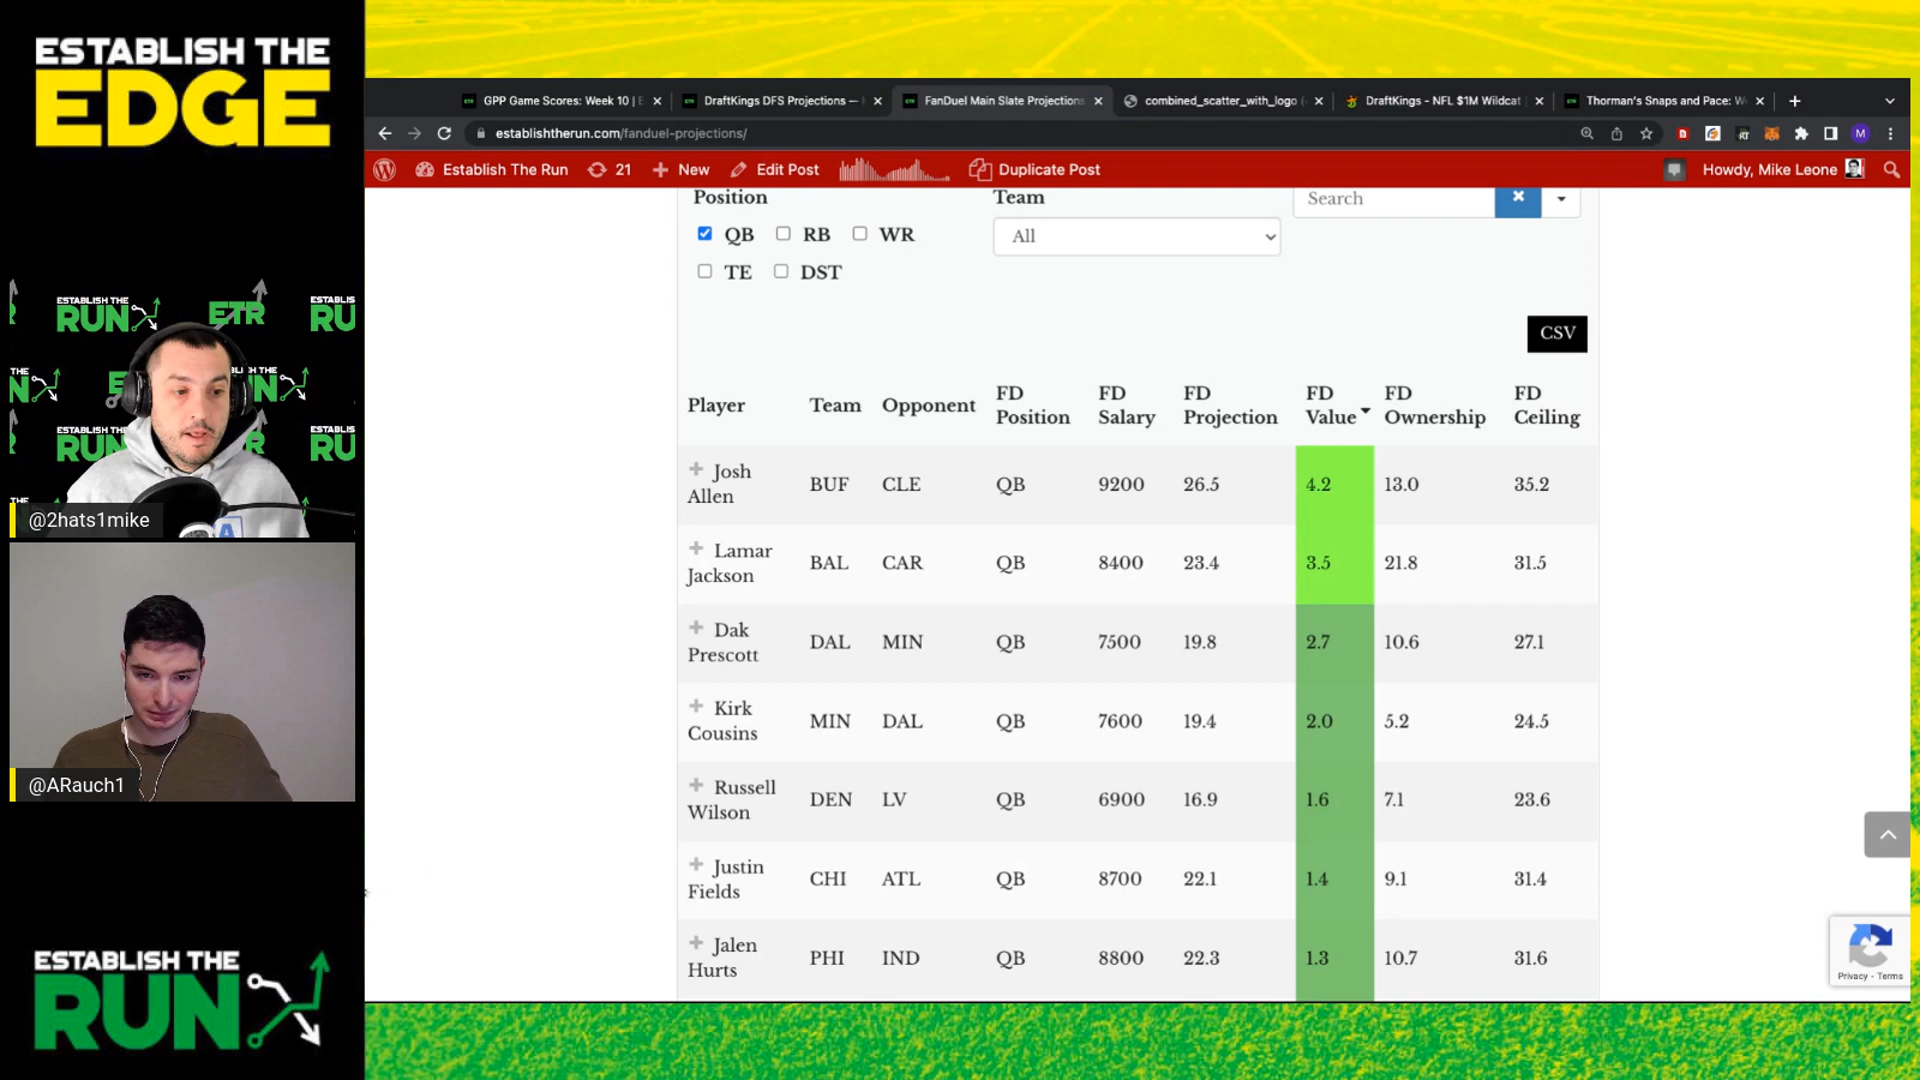 ESTABLISH THE
EDGE
ESTABLISH THE
RUN
ETR
ESTABLIS
RU
@2hats1mike
@ARauch1
ESTABLISH THE
RUN
GPP Game Scores: Week 10 | E
DraftKings DFS Projections —
FanDuel Main Slate Projections
combined_scatter_with_logo
DraftKings - NFL $1M Wildcat
Thorman's Snaps and Pace: W
establishtherun.com/fanduel-projections/
M
Establish The Run
21
New
Edit Post
Duplicate Post
Howdy, Mike Leone
Position
Team
Search
QB RB WR
All
TE DST
CSV
Player Team Opponent FD Position FD Salary FD Projection FD Value FD Ownership FD Ceiling
Josh Allen BUF CLE QB 9200 26.5 4.2 13.0 35.2
Lamar Jackson BAL CAR QB 8400 23.4 3.5 21.8 31.5
Dak Prescott DAL MIN QB 7500 19.8 2.7 10.6 27.1
Kirk Cousins MIN DAL QB 7600 19.4 2.0 5.2 24.5
Russell Wilson DEN LV QB 6900 16.9 1.6 7.1 23.6
Justin Fields CHI ATL QB 8700 22.1 1.4 9.1 31.4
Jalen Hurts PHI IND QB 8800 22.3 1.3 10.7 31.6
Privacy - Terms